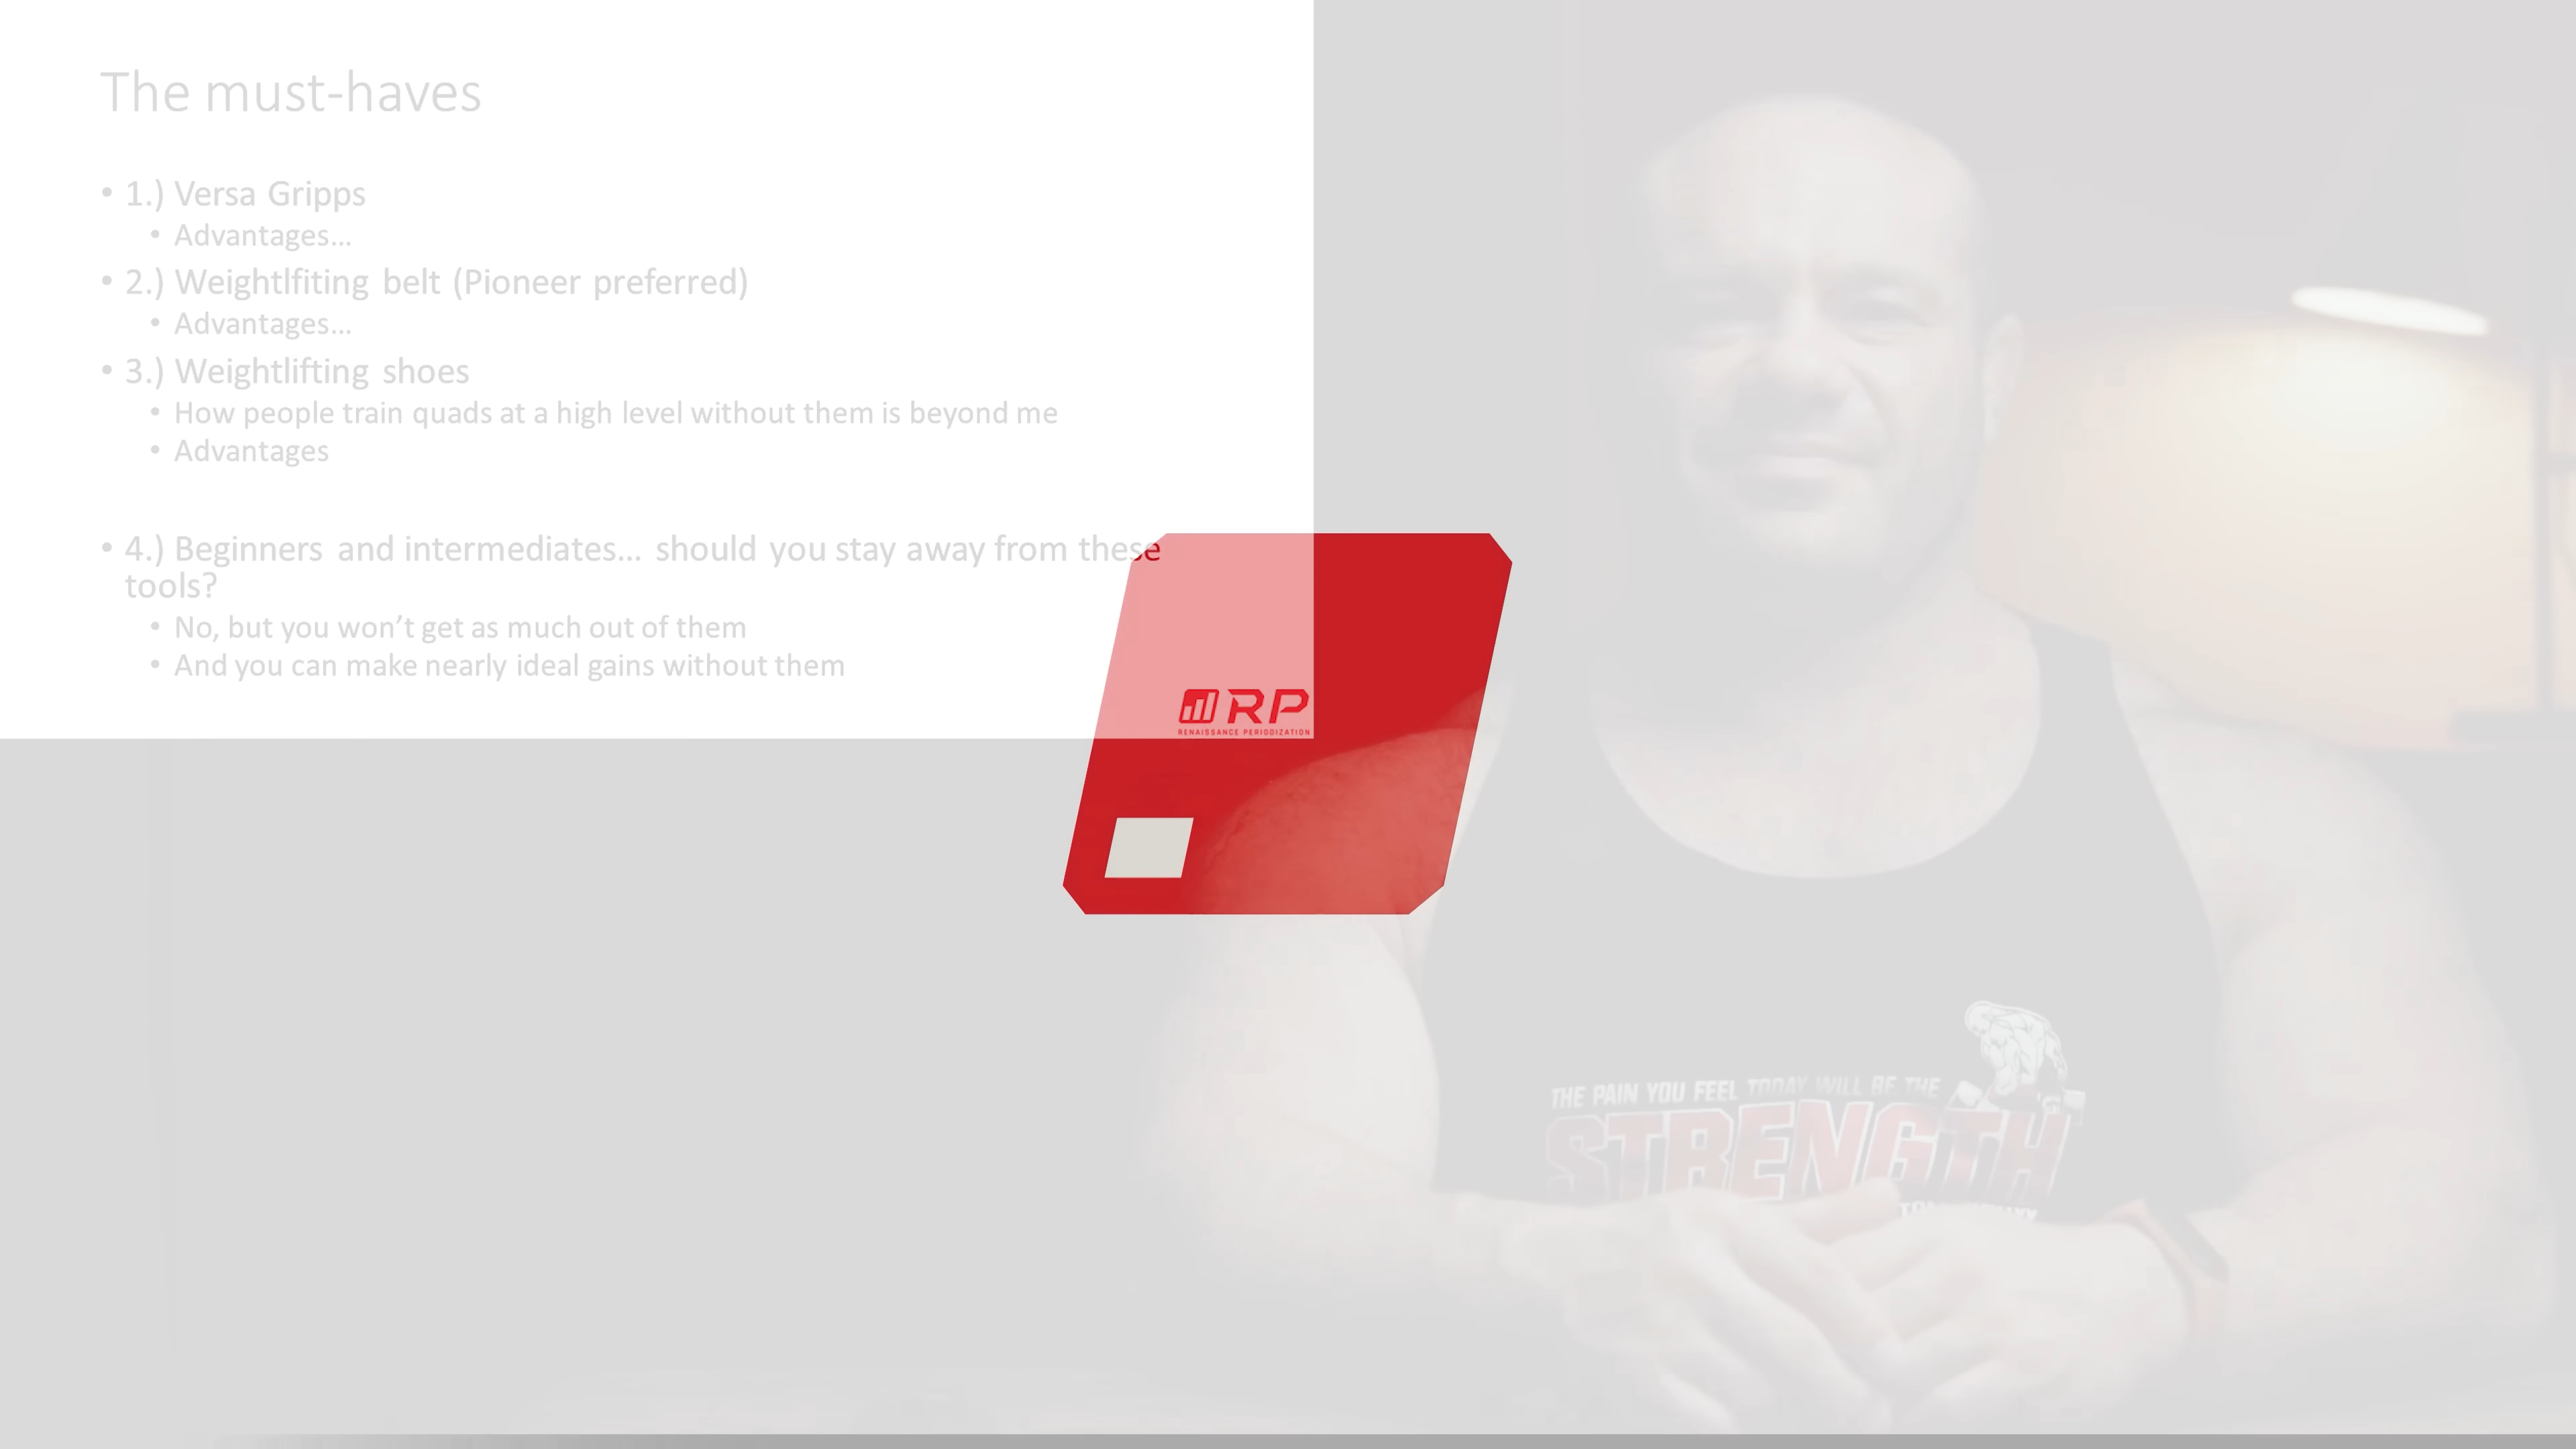 The must-haves
• 1.) Versa Gripps
• Advantages...
• 2.) Weightlfiting belt (Pioneer preferred)
• Advantages...
• 3.) Weightlifting shoes
• How people train quads at a high level without them is beyond me
• Advantages
• 4.) Beginners and intermediates... should you stay away from these
tools?
• No, but you won't get as much out of them
• And you can make nearly ideal gains without them
RP
RENAISSANCE PERIODIZATION
THE PAIN YOU FEEL TODAY WILL BE THE
STRENGTH